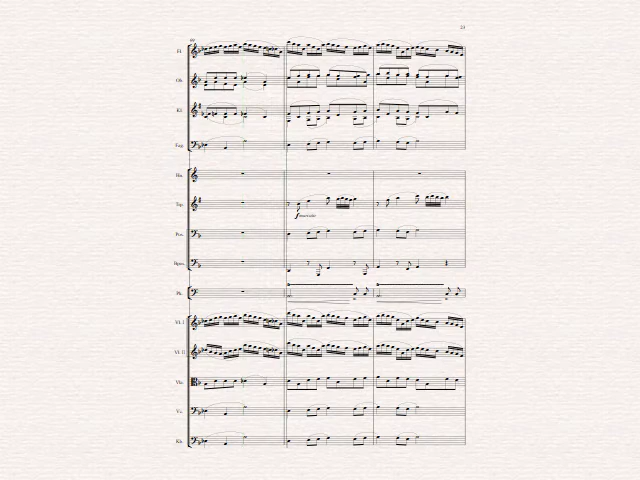 23
Fl.
Ob.
Kl.
Fag.
Hn.
Trp.
Pos.
Bpos.
Pk.
Vl. I
Vl. II
Vla.
Vc.
Kb.